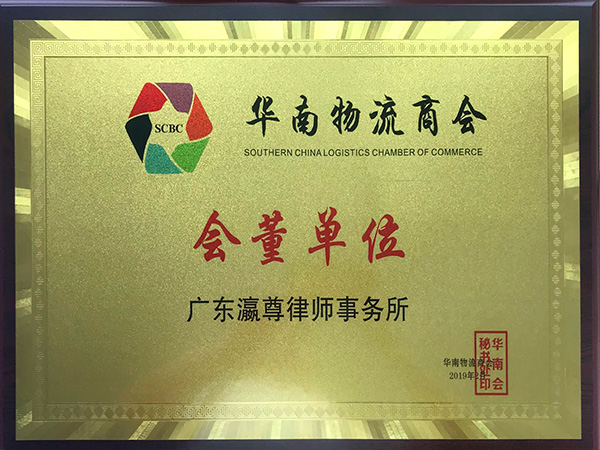 SCBC
华南物流商会
SOUTHERN CHINA LOGISTICS CHAMBER OF COMMERCE
会董单位
广东瀛尊律师事务所
华南物流商会
2019年2月
华南会
秘书处印